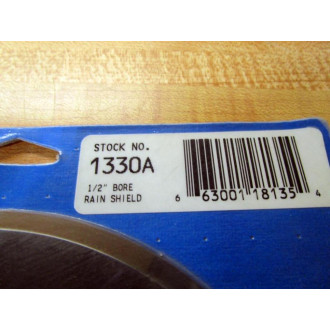 STOCK NO.
1330A
1/2" BORE
RAIN SHIELD
6 63001 18135 4